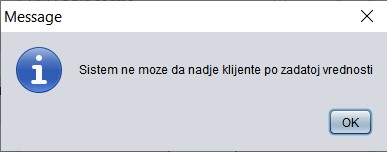 Message
Sistem ne moze da nadje klijente po zadatoj vrednosti
OK